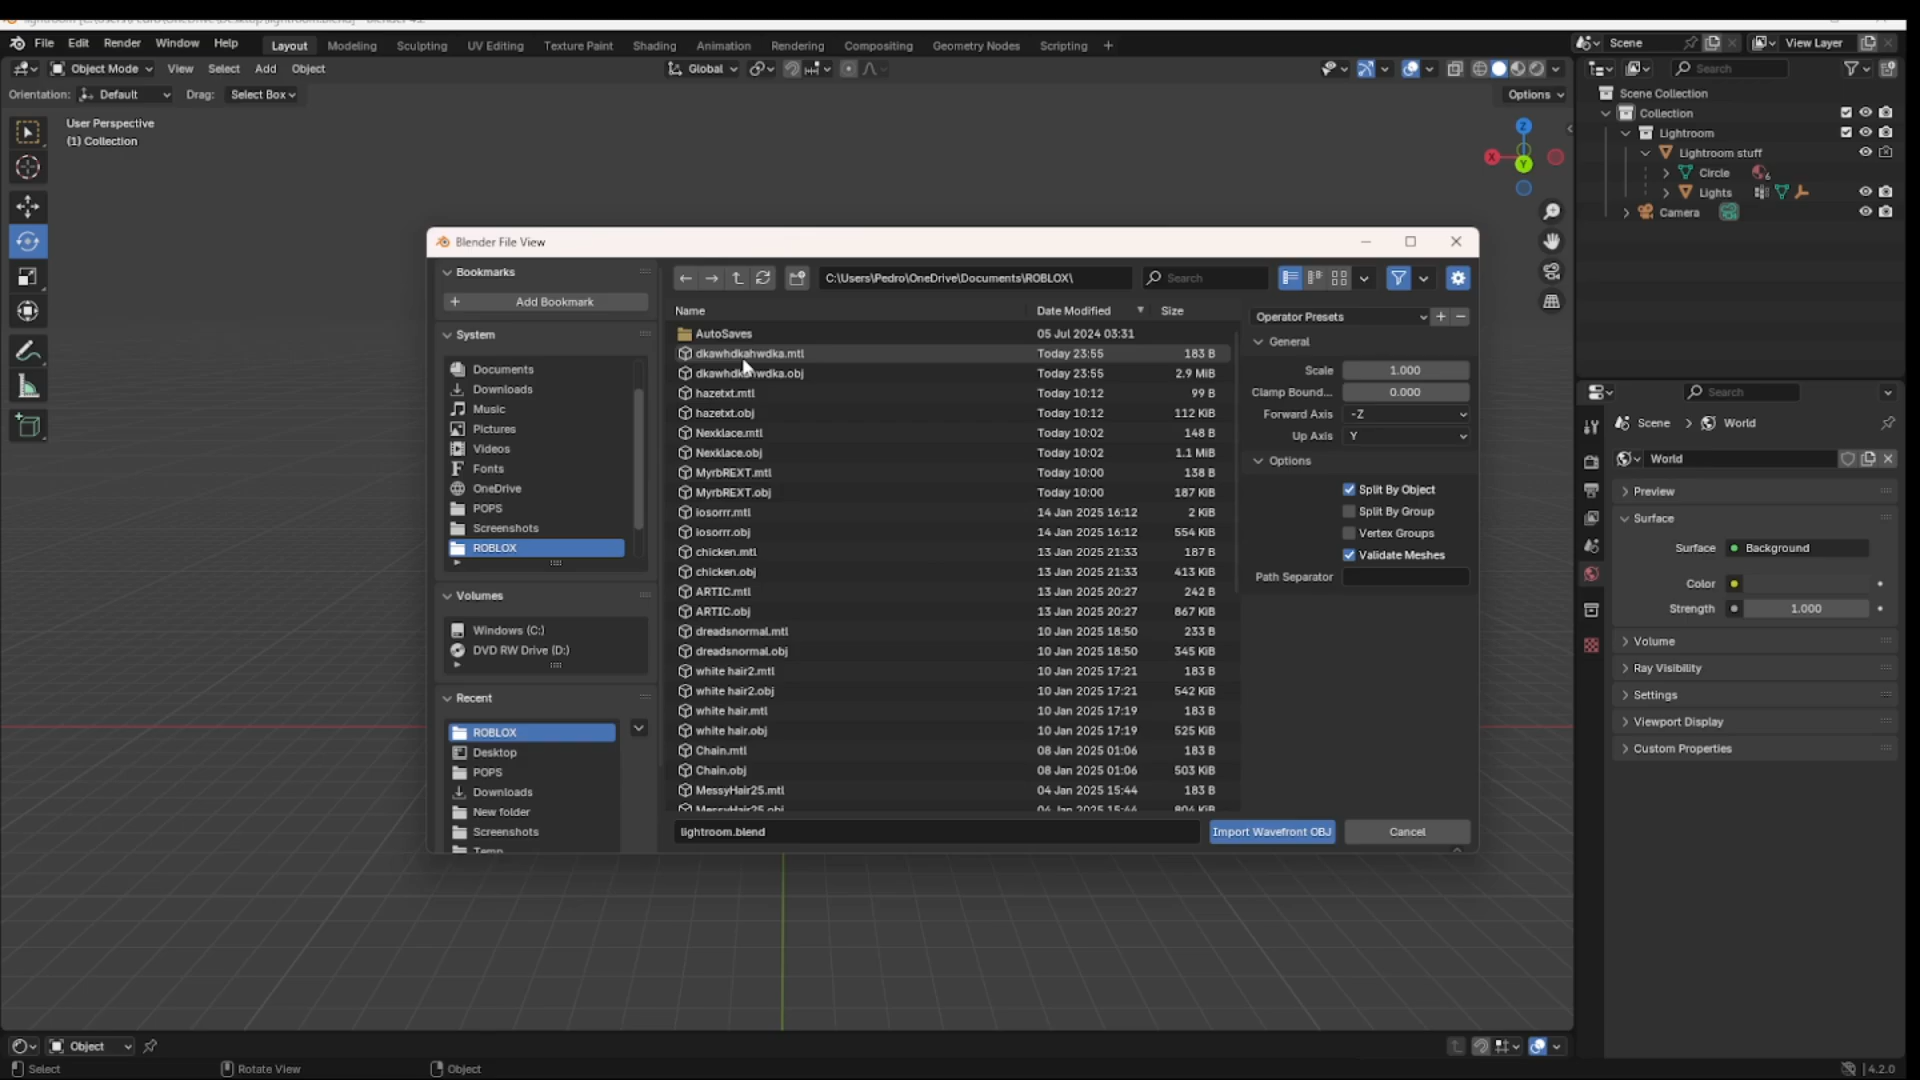 File Edit Render Window Help Layout Modeling Sculpting UV Editing Texture Paint Shading Animation Rendering Compositing Geometry Nodes Scripting + Scene View Layer
Object Mode View Select Add Object Global Search
Orientation: Default Drag: Select Box Options
User Perspective
(1) Collection
Z
X
Y
Scene Collection
Collection
Lightroom
Lightroom stuff
Circle
6
Lights
Camera
Blender File View
Bookmarks
Add Bookmark
System
Documents
Downloads
Music
Pictures
Videos
Fonts
OneDrive
POPS
Screenshots
ROBLOX
Volumes
Windows (C:)
DVD RW Drive (D:)
Recent
ROBLOX
Desktop
POPS
Downloads
New folder
Screenshots
Temp
C:\Users\Pedro\OneDrive\Documents\ROBLOX\ Search
Name Date Modified Size
AutoSaves 05 Jul 2024 03:31
dkawhdkahwdka.mtl Today 23:55 183 B
dkawhdkahwdka.obj Today 23:55 2.9 MiB
hazetxt.mtl Today 10:12 99 B
hazetxt.obj Today 10:12 112 KiB
Nexklace.mtl Today 10:02 148 B
Nexklace.obj Today 10:02 1.1 MiB
MyrbREXT.mtl Today 10:00 138 B
MyrbREXT.obj Today 10:00 187 KiB
iosorrr.mtl 14 Jan 2025 16:12 2 KiB
iosorrr.obj 14 Jan 2025 16:12 554 KiB
chicken.mtl 13 Jan 2025 21:33 187 B
chicken.obj 13 Jan 2025 21:33 413 KiB
ARTIC.mtl 13 Jan 2025 20:27 242 B
ARTIC.obj 13 Jan 2025 20:27 867 KiB
dreadsnormal.mtl 10 Jan 2025 18:50 233 B
dreadsnormal.obj 10 Jan 2025 18:50 345 KiB
white hair2.mtl 10 Jan 2025 17:21 183 B
white hair2.obj 10 Jan 2025 17:21 542 KiB
white hair.mtl 10 Jan 2025 17:19 183 B
white hair.obj 10 Jan 2025 17:19 525 KiB
Chain.mtl 08 Jan 2025 01:06 183 B
Chain.obj 08 Jan 2025 01:06 503 KiB
MessyHair25.mtl 04 Jan 2025 15:44 183 B
MessyHair25.obj 04 Jan 2025 15:44 804 KiB
lightroom.blend Import Wavefront OBJ Cancel
Operator Presets
General
Scale 1.000
Clamp Bound... 0.000
Forward Axis -Z
Up Axis Y
Options
Split By Object
Split By Group
Vertex Groups
Validate Meshes
Path Separator
Search
Scene > World
World
Preview
Surface
Surface Background
Color
Strength 1.000
Volume
Ray Visibility
Settings
Viewport Display
Custom Properties
Object
Select Rotate View Object 4.2.0